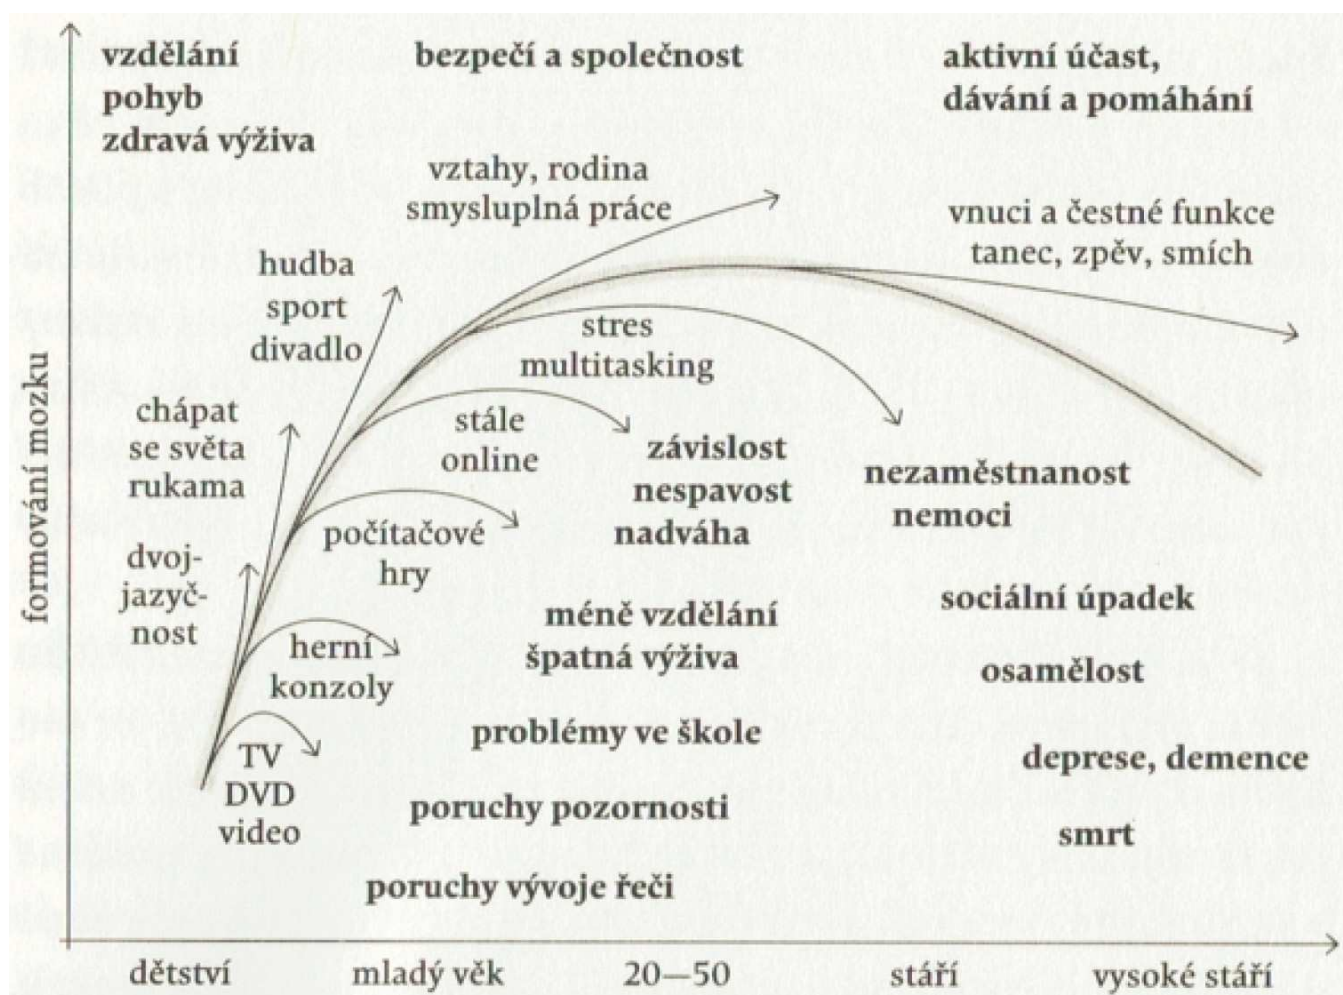 vzdělání
pohyb
zdravá výživa
bezpečí a společnost
aktivní účast,
dávání a pomáhání
vztahy, rodina
smysluplná práce
vnuci a čestné funkce
tanec, zpěv, smích
hudba
sport
divadlo
stres
multitasking
chápat
se světa
rukama
stále
online
závislost
nespavost
nadváha
nezaměstnanost
nemoci
počítačové
hry
dvoj-
jazyč-
nost
herní
konzoly
méně vzdělání
špatná výživa
sociální úpadek
osamělost
problémy ve škole
TV
DVD
video
deprese, demence
poruchy pozornosti
smrt
poruchy vývoje řeči
formování mozku
dětství
mladý věk
20—50
stáří
vysoké stáří